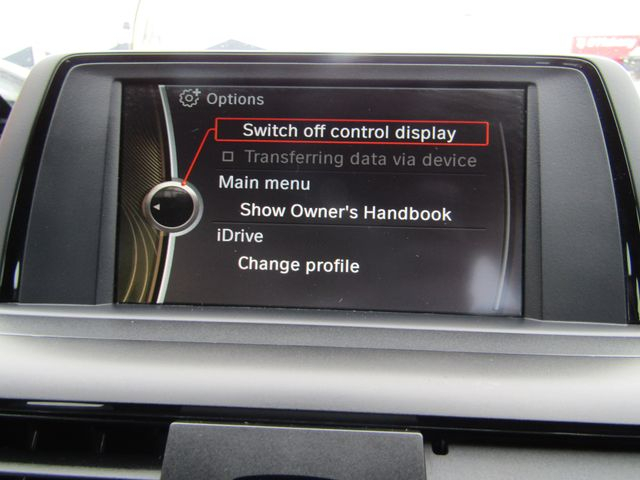 Options
Switch off control display
Transferring data via device
Main menu
Show Owner's Handbook
iDrive
Change profile